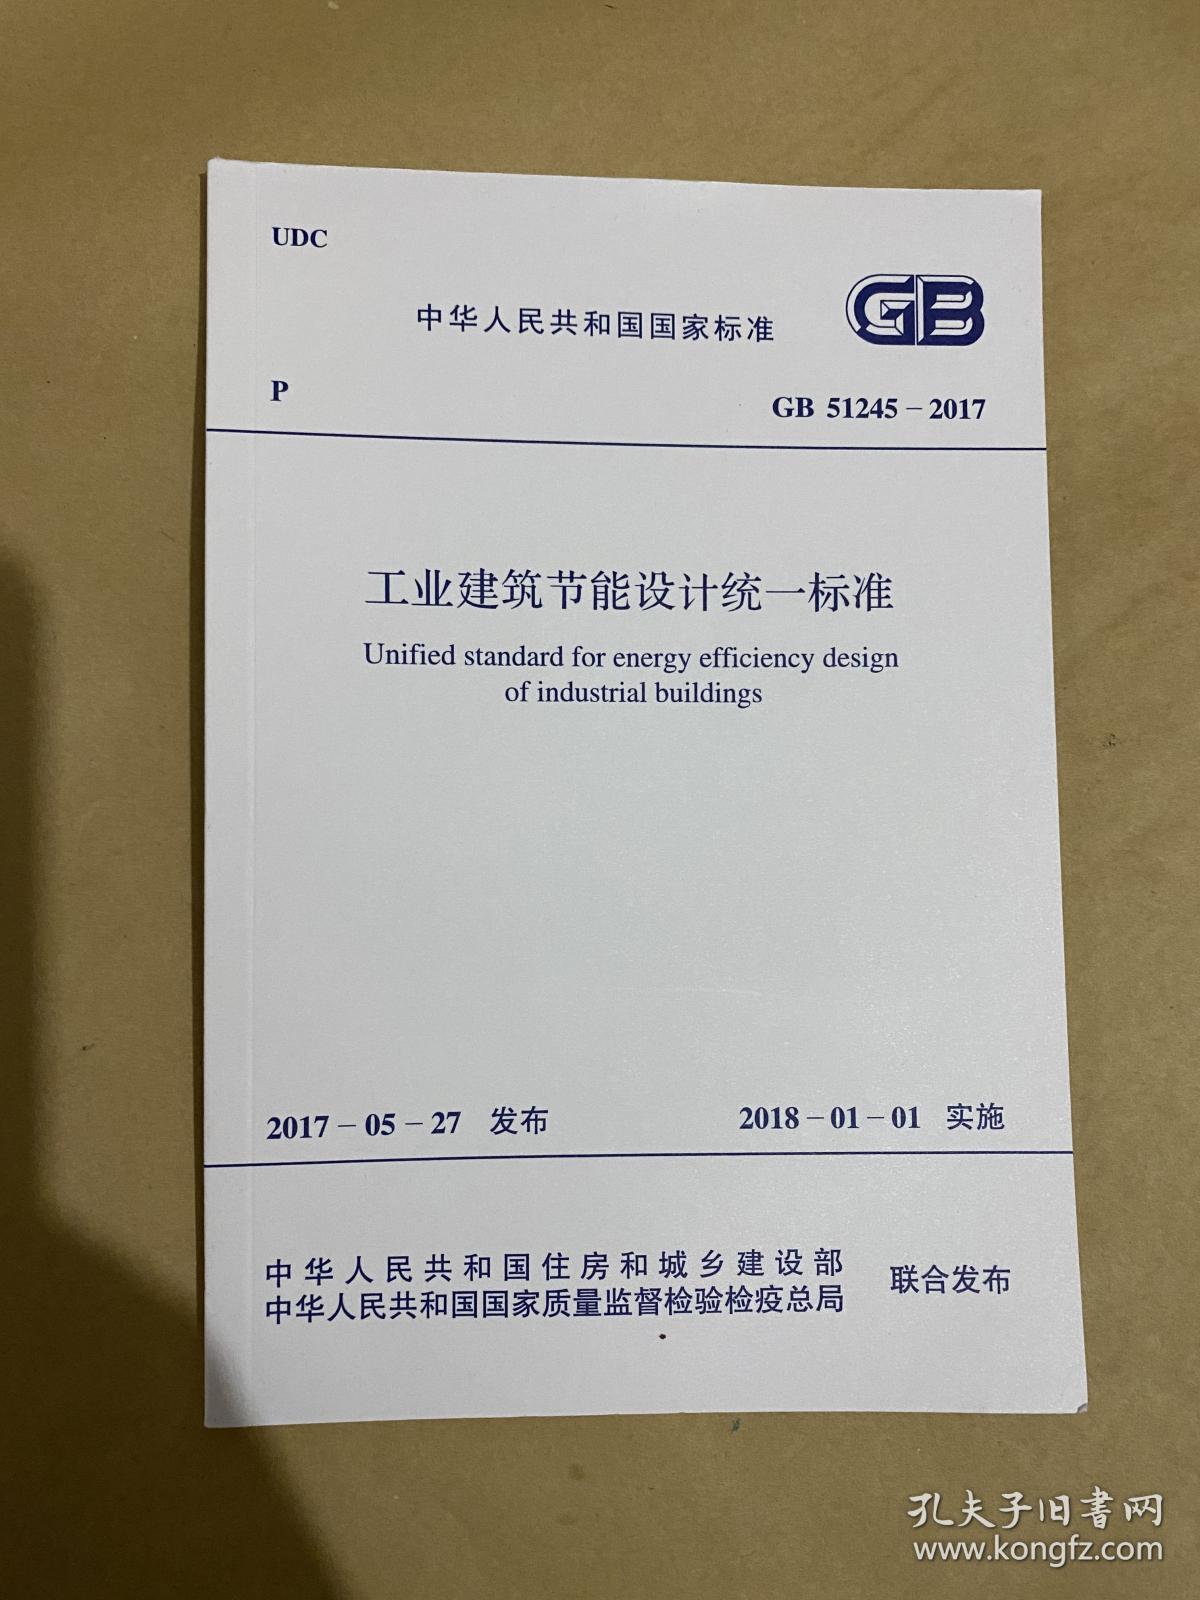 UDC
中华人民共和国国家标准
GB
P
GB 51245－2017
工业建筑节能设计统一标准
Unified standard for energy efficiency design
of industrial buildings
2017－05－27 发布
2018－01－01 实施
中华人民共和国住房和城乡建设部
中华人民共和国国家质量监督检验检疫总局
联合发布
孔夫子旧书网
www.kongfz.com